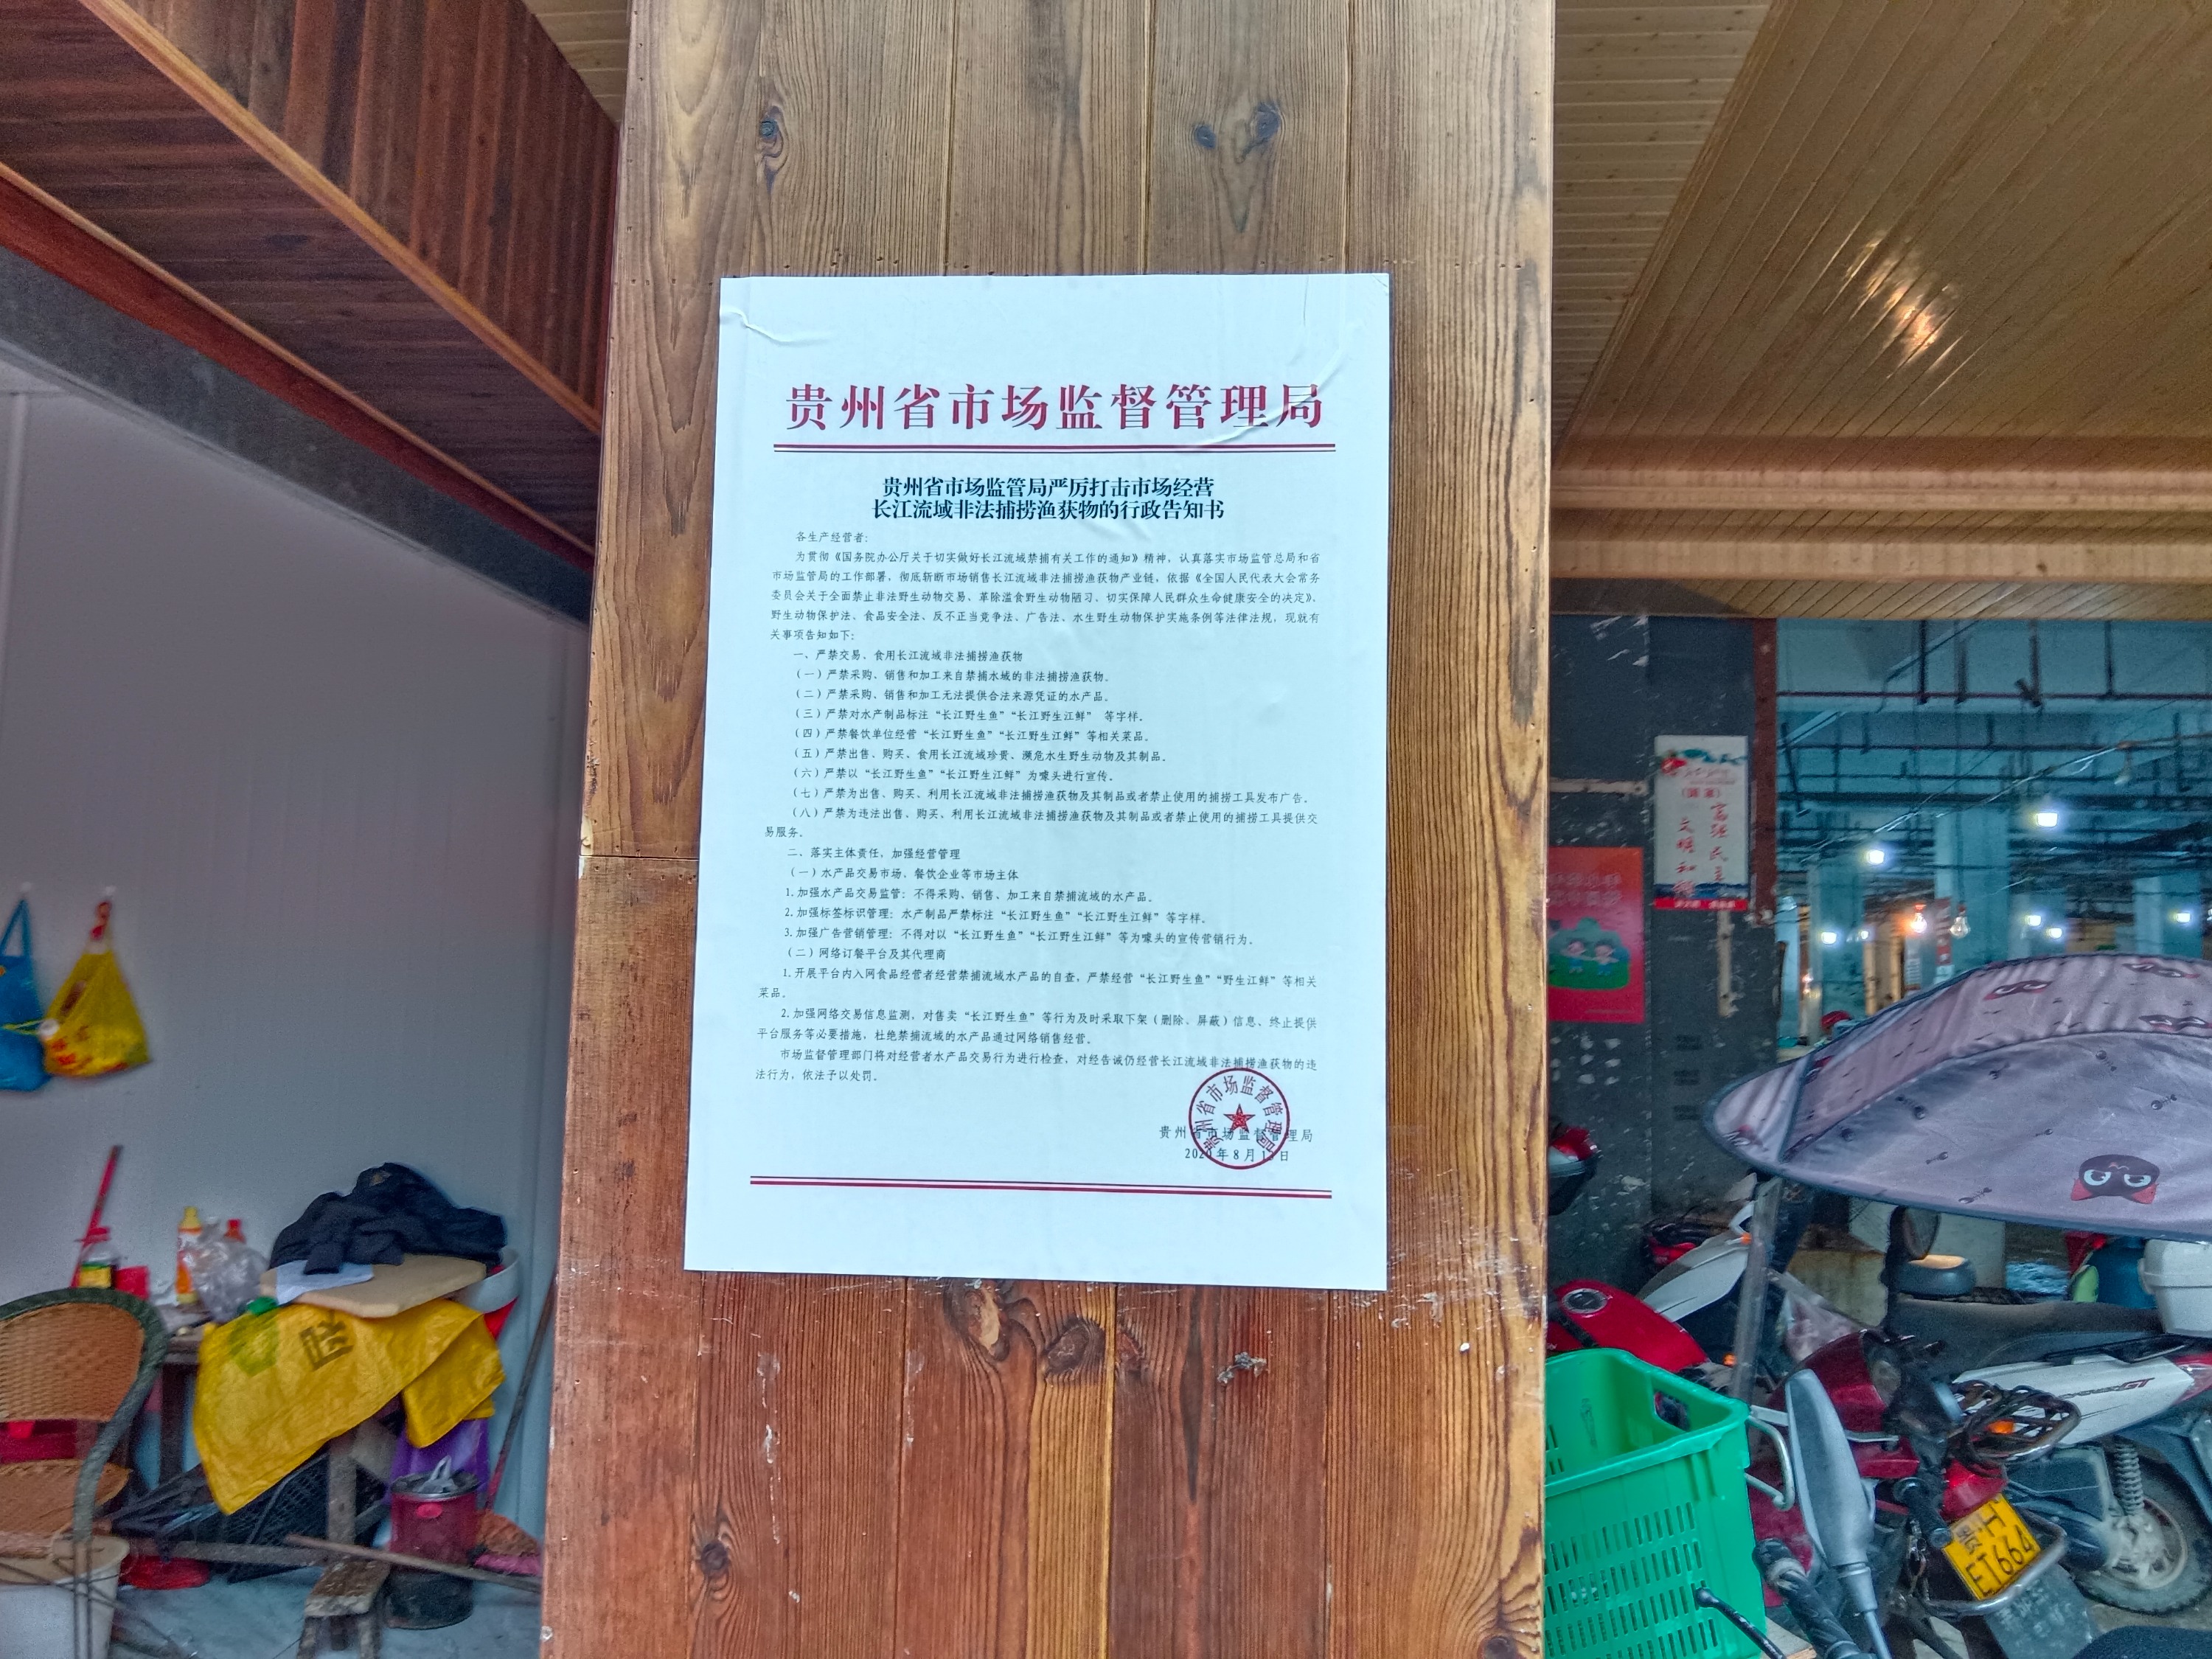 贵州省市场监督管理局
贵州省市场监管局严厉打击市场经营
长江流域非法捕捞渔获物的行政告知书
各生产经营者：
为贯彻《国务院办公厅关于切实做好长江流域禁捕有关工作的通知》精神，认真落实市场监管总局和省
市场监管局的工作部署，彻底斩断市场销售长江流域非法捕捞渔获物产业链，依据《全国人民代表大会常务
委员会关于全面禁止非法野生动物交易、革除滥食野生动物陋习、切实保障人民群众生命健康安全的决定》、
野生动物保护法、食品安全法、反不正当竞争法、广告法、水生野生动物保护实施条例等法律法规，现就有
关事项告知如下：
一、严禁交易、食用长江流域非法捕捞渔获物
（一）严禁采购、销售和加工来自禁捕水域的非法捕捞渔获物。
（二）严禁采购、销售和加工无法提供合法来源凭证的水产品。
（三）严禁对水产制品标注“长江野生鱼”“长江野生江鲜” 等字样。
（四）严禁餐饮单位经营“长江野生鱼”“长江野生江鲜”等相关菜品。
（五）严禁出售、购买、食用长江流域珍贵、濒危水生野生动物及其制品。
（六）严禁以“长江野生鱼”“长江野生江鲜”为噱头进行宣传。
（七）严禁为出售、购买、利用长江流域非法捕捞渔获物及其制品或者禁止使用的捕捞工具发布广告。
（八）严禁为违法出售、购买、利用长江流域非法捕捞渔获物及其制品或者禁止使用的捕捞工具提供交
易服务。
二、落实主体责任，加强经营管理
（一）水产品交易市场、餐饮企业等市场主体
1.加强水产品交易监管：不得采购、销售、加工来自禁捕流域的水产品。
2.加强标签标识管理：水产制品严禁标注“长江野生鱼”“长江野生江鲜”等字样。
3.加强广告营销管理：不得对以“长江野生鱼”“长江野生江鲜”等为噱头的宣传营销行为。
（二）网络订餐平台及其代理商
1.开展平台内入网食品经营者经营禁捕流域水产品的自查，严禁经营“长江野生鱼”“野生江鲜”等相关
菜品。
2.加强网络交易信息监测，对售卖“长江野生鱼”等行为及时采取下架（删除、屏蔽）信息、终止提供
平台服务等必要措施，杜绝禁捕流域的水产品通过网络销售经营。
市场监督管理部门将对经营者水产品交易行为进行检查，对经告诫仍经营长江流域非法捕捞渔获物的违
法行为，依法予以处罚。
贵州省市场监督管理局
贵州省市场监督管理局
2020年8月1 日
富强 民主
文明 和谐
贵H
ET664
GT